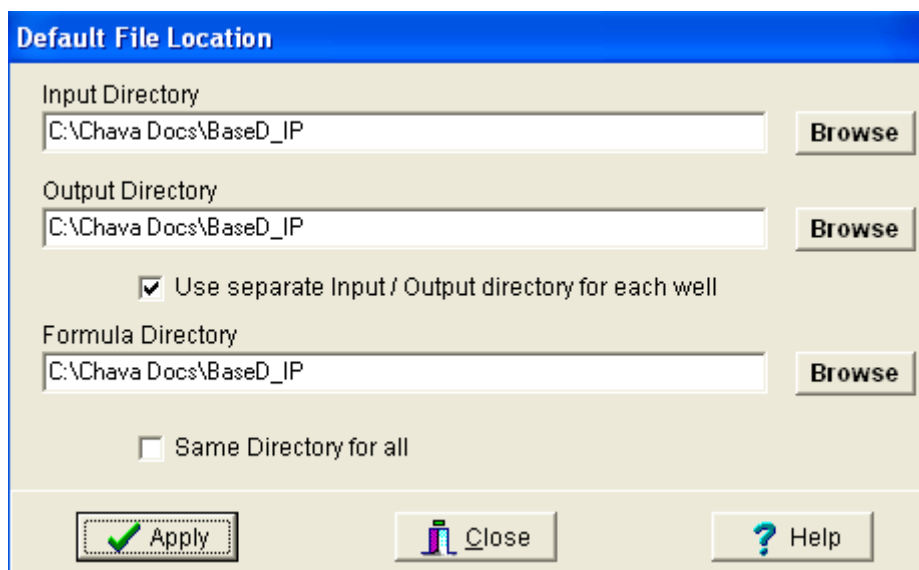 Default File Location
Input Directory
C:\Chava Docs\BaseD_IP
Browse
Output Directory
C:\Chava Docs\BaseD_IP
Browse
Use separate Input / Output directory for each well
Formula Directory
C:\Chava Docs\BaseD_IP
Browse
Same Directory for all
Apply
Close
Help